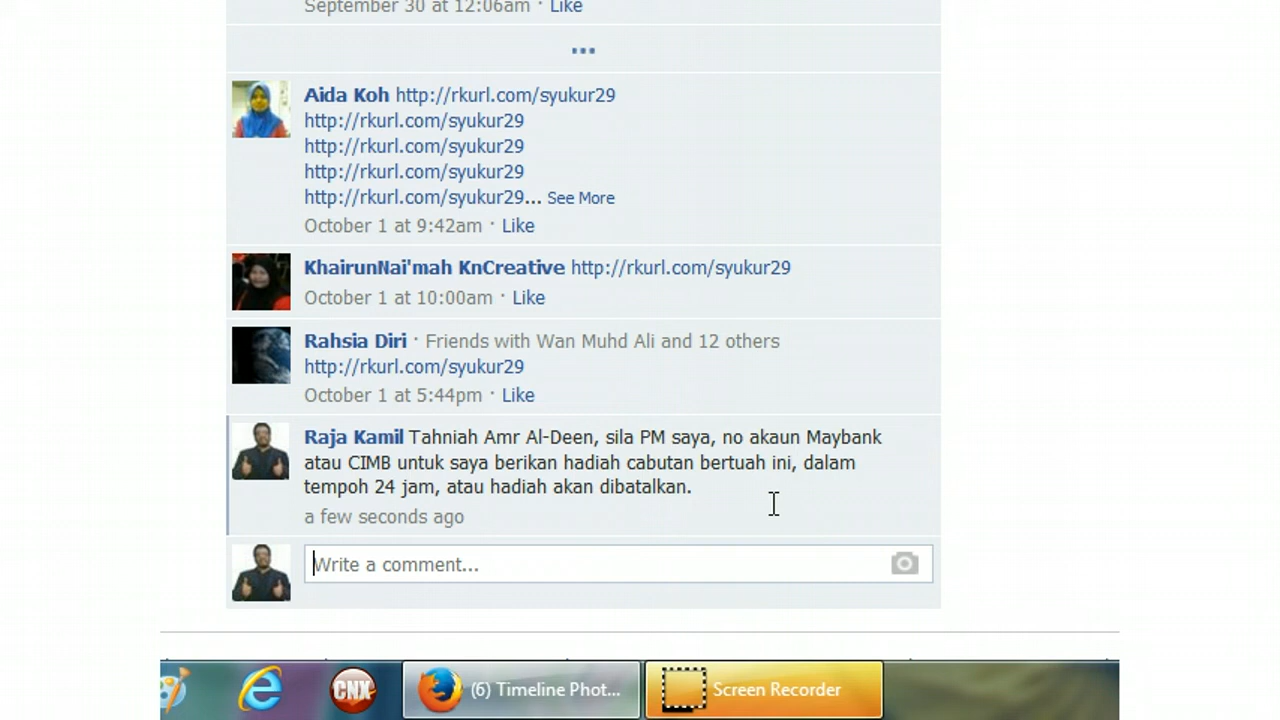 September 30 at 12:06am · Like
...
Aida Koh http://rkurl.com/syukur29
http://rkurl.com/syukur29
http://rkurl.com/syukur29
http://rkurl.com/syukur29
http://rkurl.com/syukur29... See More
October 1 at 9:42am · Like
KhairunNai'mah KnCreative http://rkurl.com/syukur29
October 1 at 10:00am · Like
Rahsia Diri · Friends with Wan Muhd Ali and 12 others
http://rkurl.com/syukur29
October 1 at 5:44pm · Like
Raja Kamil Tahniah Amr Al-Deen, sila PM saya, no akaun Maybank
atau CIMB untuk saya berikan hadiah cabutan bertuah ini, dalam
tempoh 24 jam, atau hadiah akan dibatalkan.
a few seconds ago
Write a comment...
CNX (6) Timeline Phot... Screen Recorder